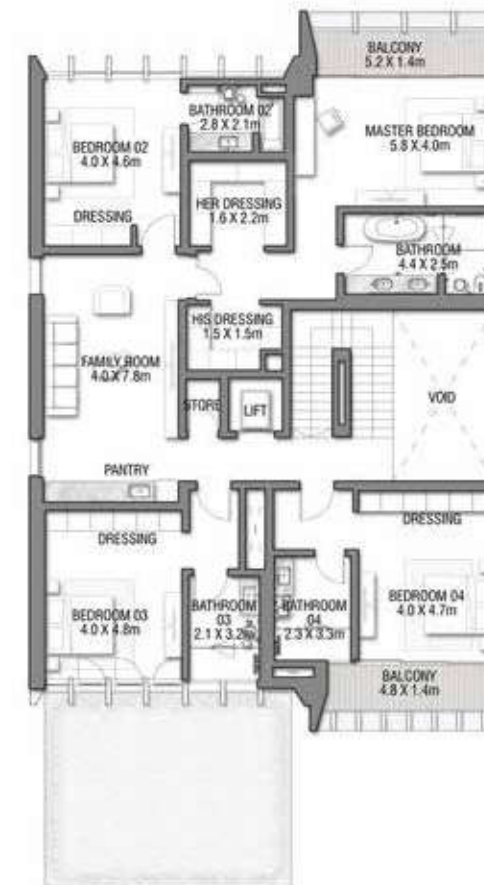 BALCONY
5.2 X 1.4m
BATHROOM 02
2.8 X 2.1m
MASTER BEDROOM
5.8 X 4.0m
BEDROOM 02
4.0 X 4.6m
HER DRESSING
1.6 X 2.2m
DRESSING
BATHROOM
4.4 X 2.5m
HIS DRESSING
1.5 X 1.5m
FAMILY ROOM
4.0 X 7.8m
STORE
LIFT
VOID
PANTRY
DRESSING
DRESSING
BEDROOM 03
4.0 X 4.8m
BATHROOM
03
2.1 X 3.2m
BATHROOM
04
2.3 X 3.3m
BEDROOM 04
4.0 X 4.7m
BALCONY
4.8 X 1.4m